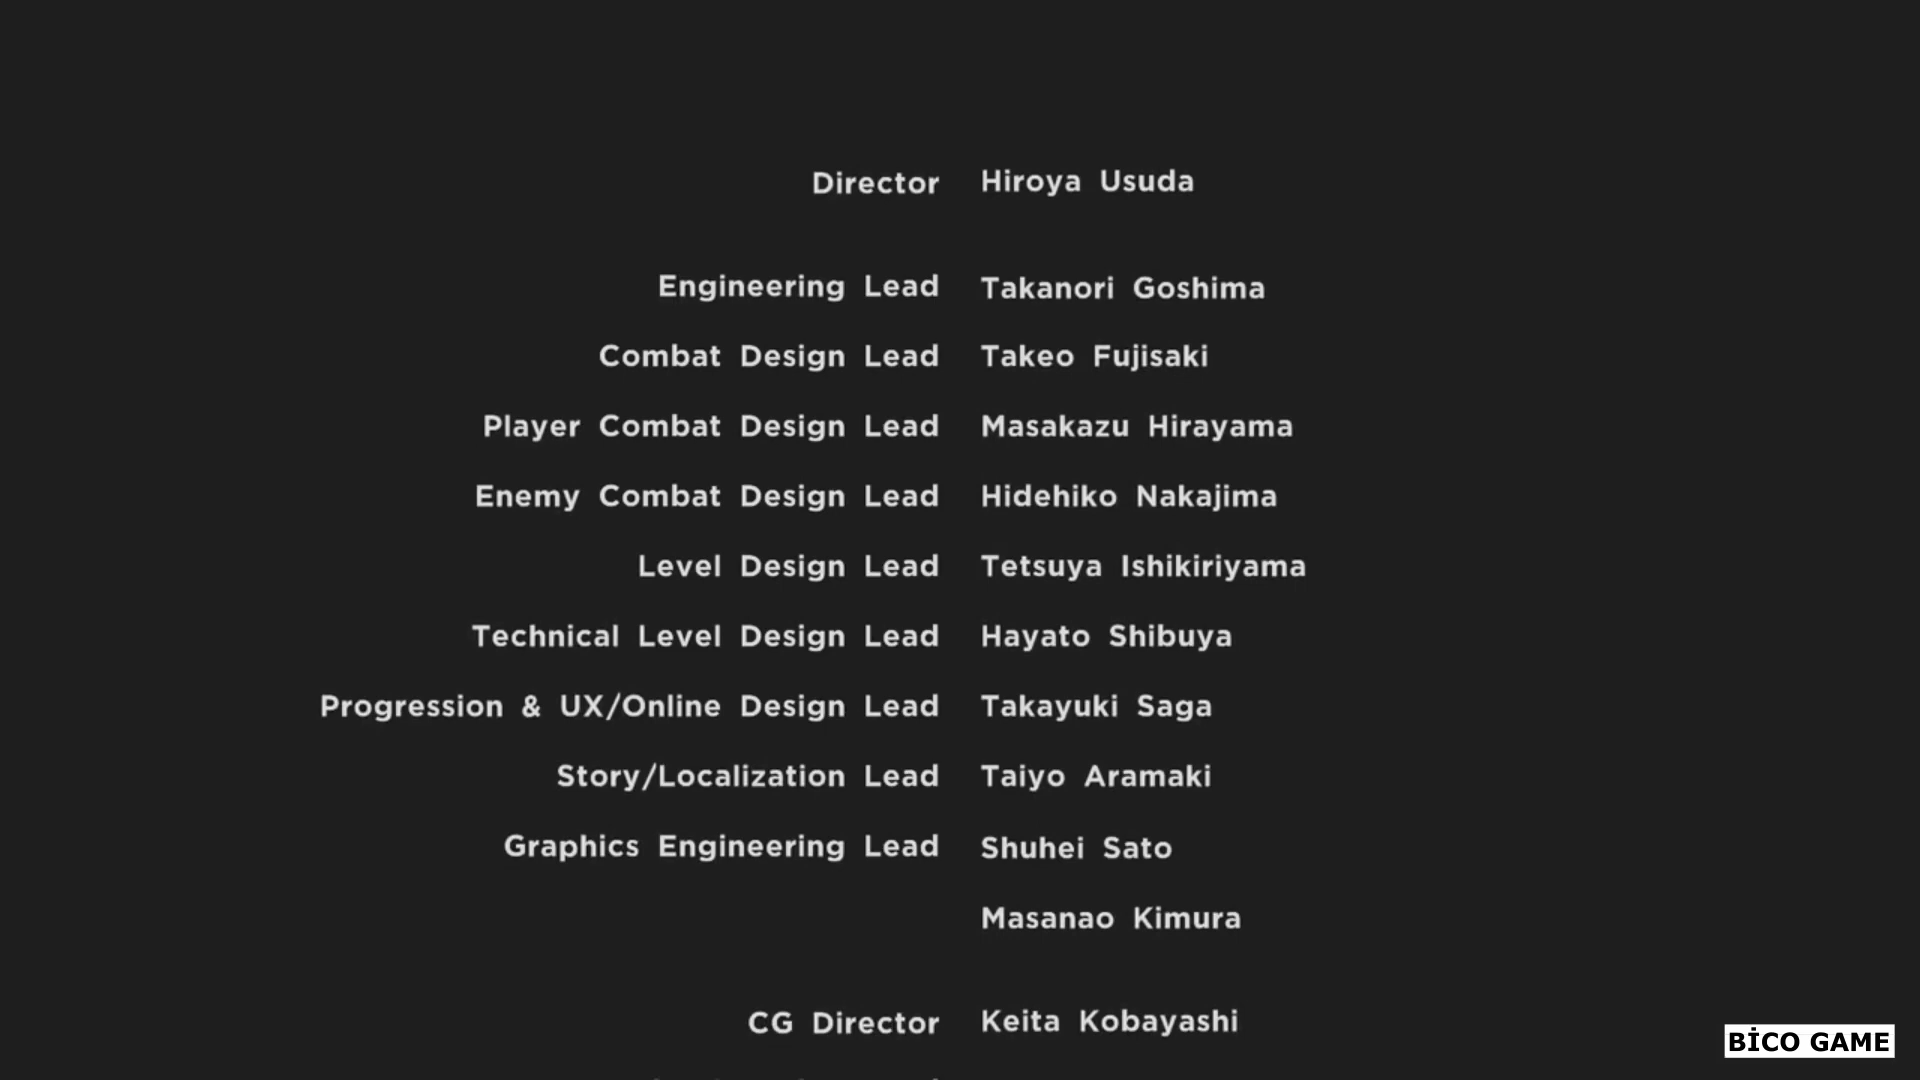 Director Hiroya Usuda
Engineering Lead Takanori Goshima
Combat Design Lead Takeo Fujisaki
Player Combat Design Lead Masakazu Hirayama
Enemy Combat Design Lead Hidehiko Nakajima
Level Design Lead Tetsuya Ishikiriyama
Technical Level Design Lead Hayato Shibuya
Progression & UX/Online Design Lead Takayuki Saga
Story/Localization Lead Taiyo Aramaki
Graphics Engineering Lead Shuhei Sato
Masanao Kimura
CG Director Keita Kobayashi
BİCO GAME